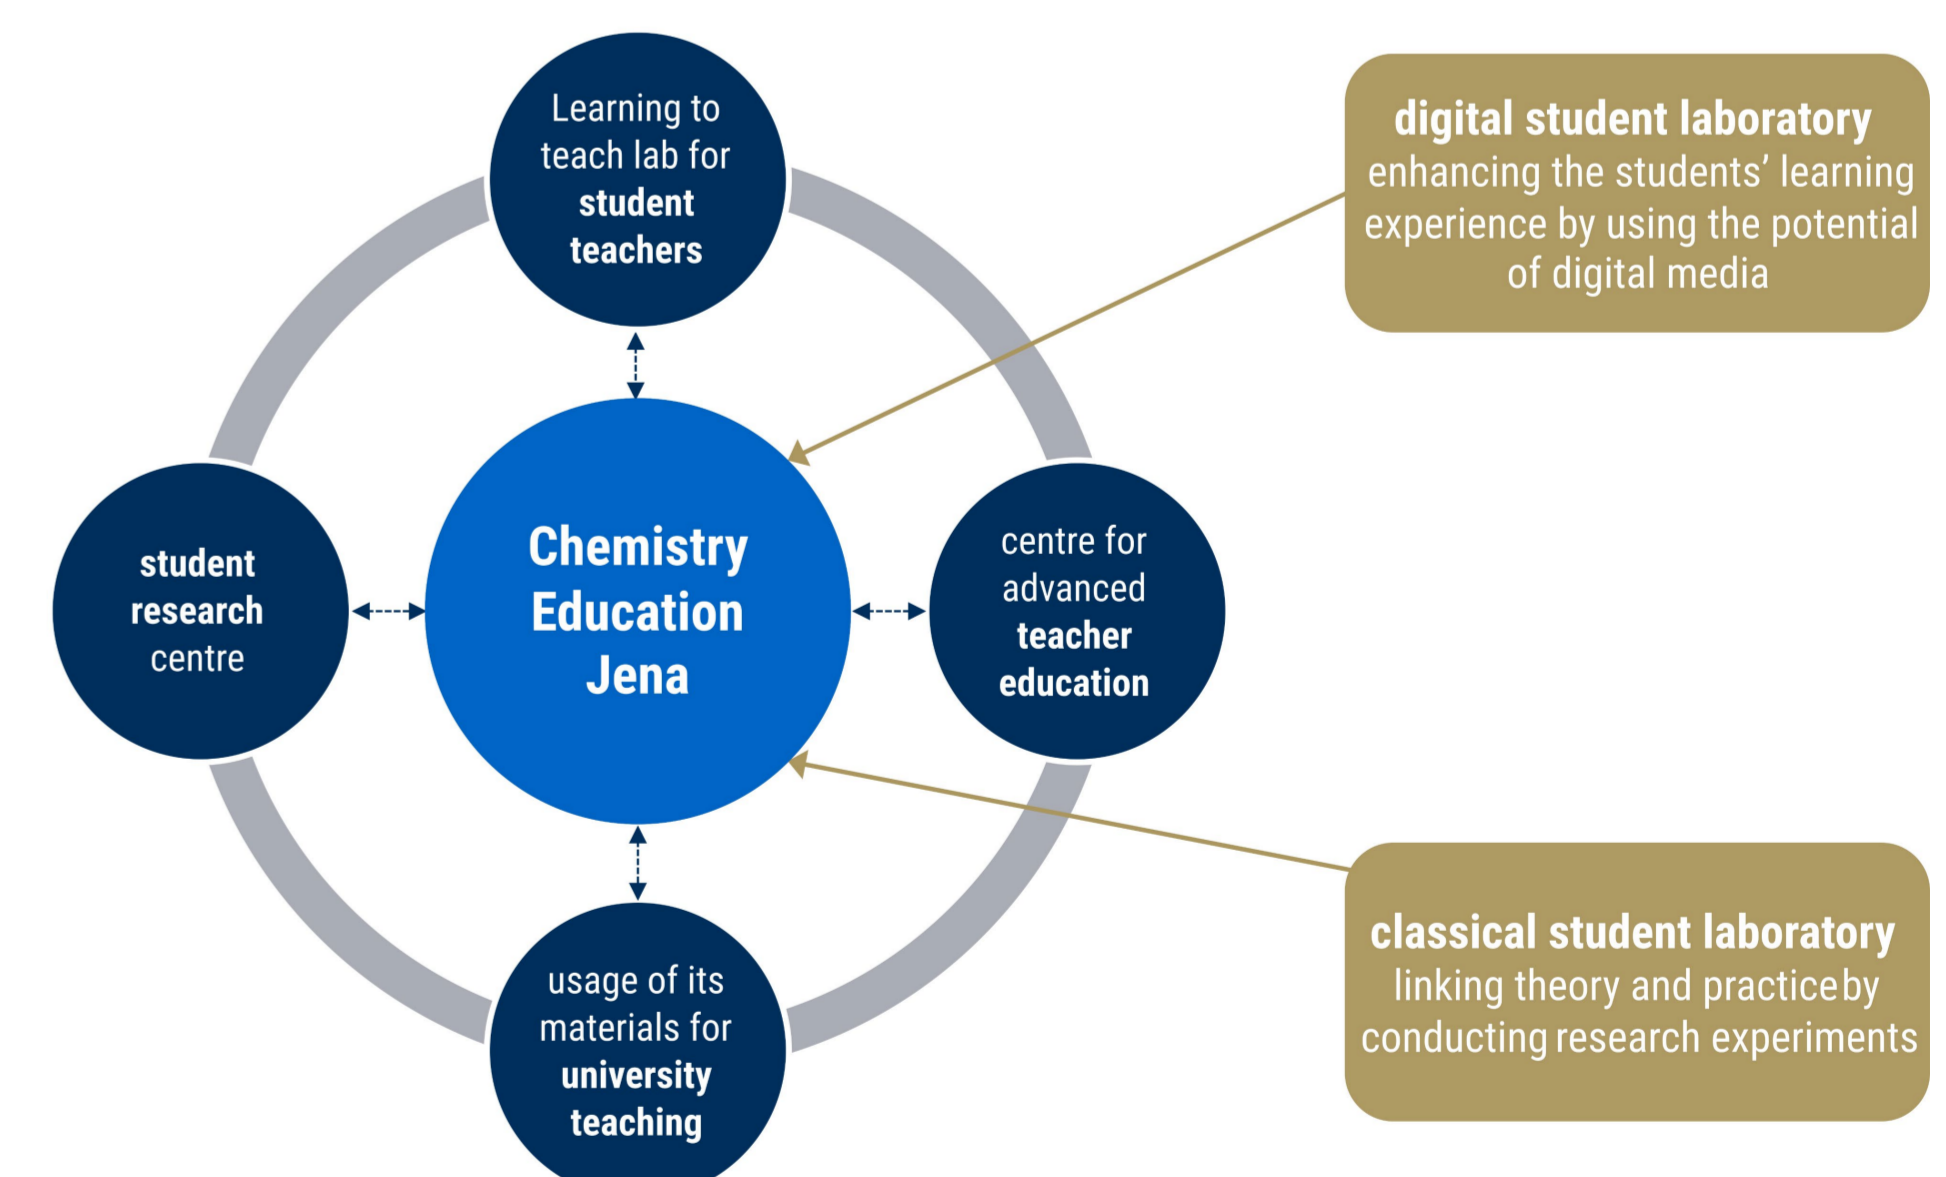 Learning to
teach lab for
student
teachers
digital student laboratory
enhancing the students’ learning
experience by using the potential
of digital media
student
research
centre
Chemistry
Education
Jena
centre for
advanced
teacher
education
usage of its
materials for
university
teaching
classical student laboratory
linking theory and practice by
conducting research experiments